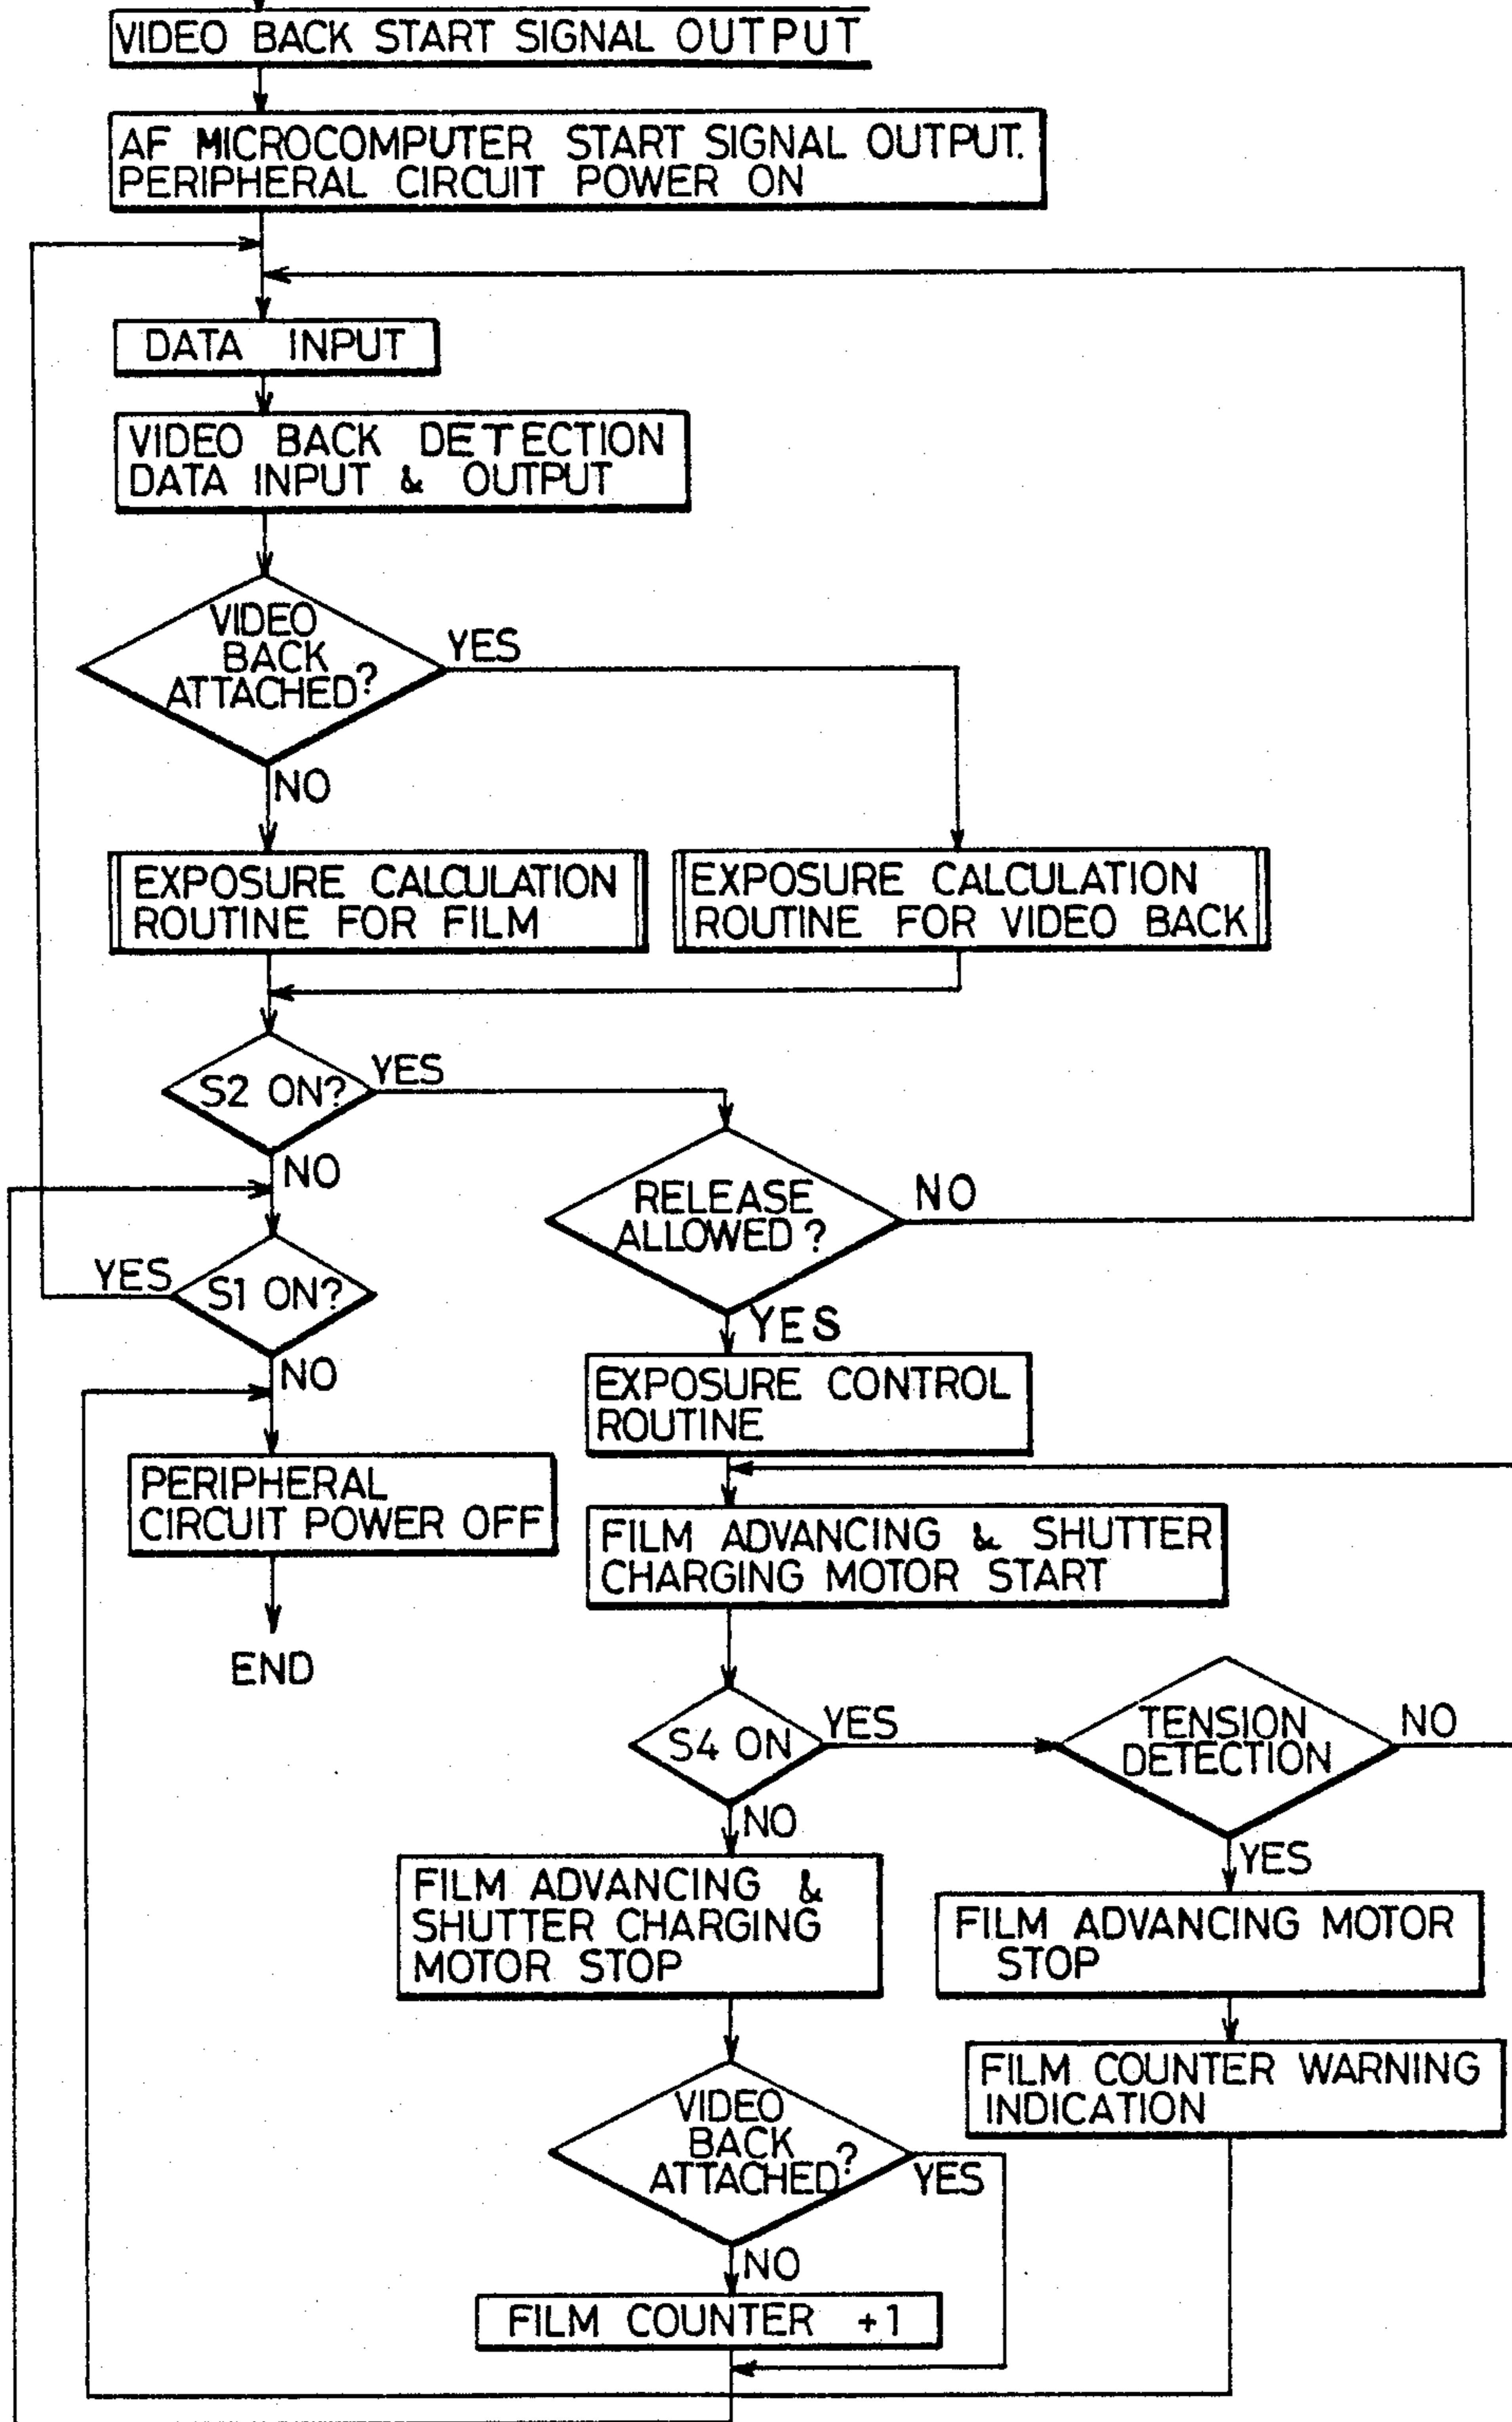 VIDEO BACK START SIGNAL OUTPUT
AF MICROCOMPUTER START SIGNAL OUTPUT.
PERIPHERAL CIRCUIT POWER ON
DATA INPUT
VIDEO BACK DETECTION
DATA INPUT & OUTPUT
VIDEO
BACK
ATTACHED?
YES
NO
EXPOSURE CALCULATION
ROUTINE FOR FILM
EXPOSURE CALCULATION
ROUTINE FOR VIDEO BACK
S2 ON?
YES
NO
RELEASE
ALLOWED?
NO
YES
S1 ON?
YES
NO
EXPOSURE CONTROL
ROUTINE
PERIPHERAL
CIRCUIT POWER OFF
END
FILM ADVANCING & SHUTTER
CHARGING MOTOR START
S4 ON
YES
NO
TENSION
DETECTION
NO
YES
FILM ADVANCING &
SHUTTER CHARGING
MOTOR STOP
FILM ADVANCING MOTOR
STOP
FILM COUNTER WARNING
INDICATION
VIDEO
BACK
ATTACHED?
YES
NO
FILM COUNTER +1